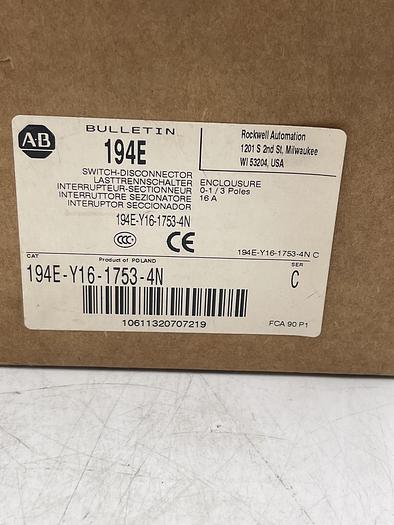 A-B
BULLETIN
194E
Rockwell Automation
1201 S 2nd St, Milwaukee
WI 53204, USA
SWITCH-DISCONNECTOR
LASTTRENNSCHALTER
INTERRUPTEUR-SECTIONNEUR
INTERRUTTORE SEZIONATORE
INTERUPTOR SECCIONADOR
ENCLOUSURE
0-1 / 3 Poles
16 A
194E-Y16-1753-4N
CCC
CE
194E-Y16-1753-4N C
CAT
Product of POLAND
SER
194E-Y16-1753-4N
C
10611320707219
FCA 90 P1